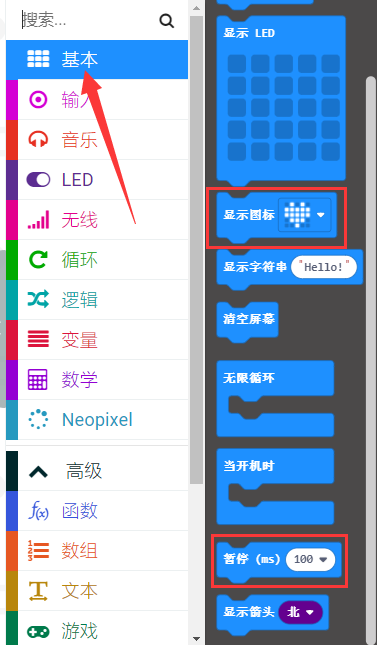 搜索...
基本
输入
音乐
LED
无线
循环
逻辑
变量
数学
Neopixel
高级
函数
数组
文本
游戏
显示 LED
显示图标
显示字符串 "Hello!"
清空屏幕
无限循环
当开机时
暂停 (ms) 100
显示箭头 北